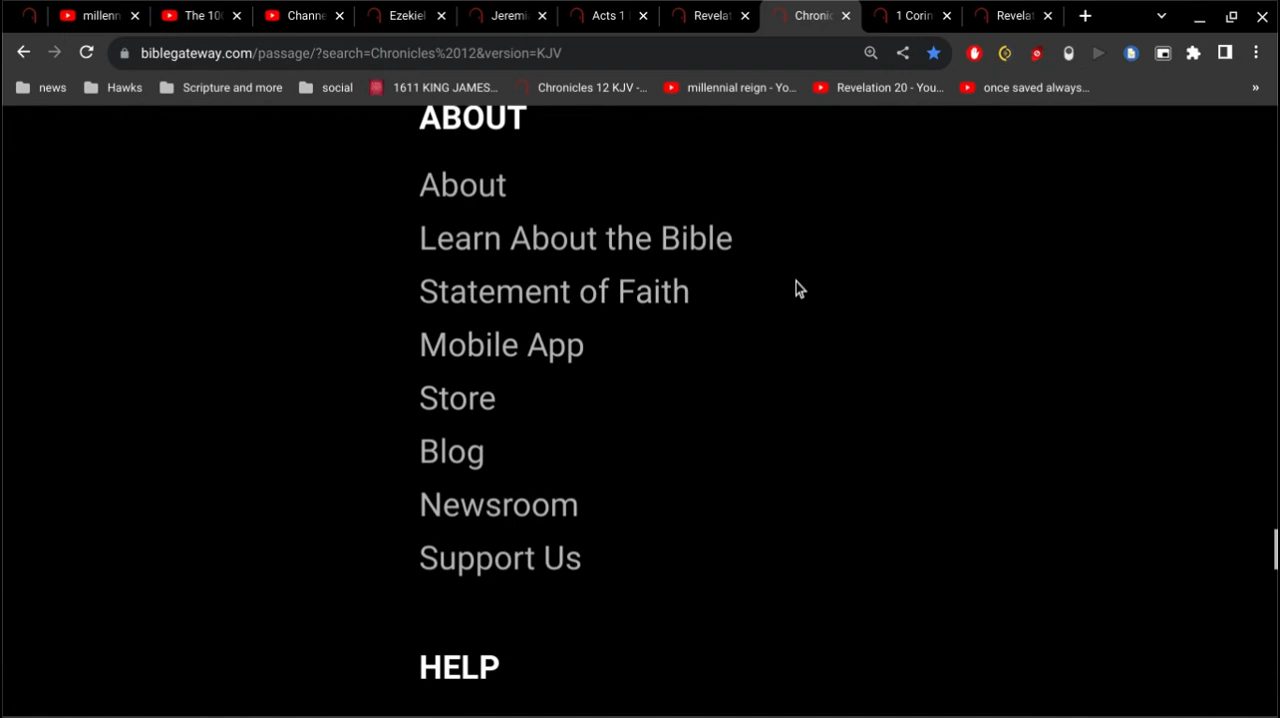 millenn
The 10
Channe
Ezekiel
Jeremi
Acts 1
Revelat
Chronic
1 Corin
Revelat
biblegateway.com/passage/?search=Chronicles%2012&version=KJV
news
Hawks
Scripture and more
social
1611 KING JAMES...
Chronicles 12 KJV -...
millennial reign - Yo...
Revelation 20 - You...
once saved always...
»
ABOUT
About
Learn About the Bible
Statement of Faith
Mobile App
Store
Blog
Newsroom
Support Us
HELP